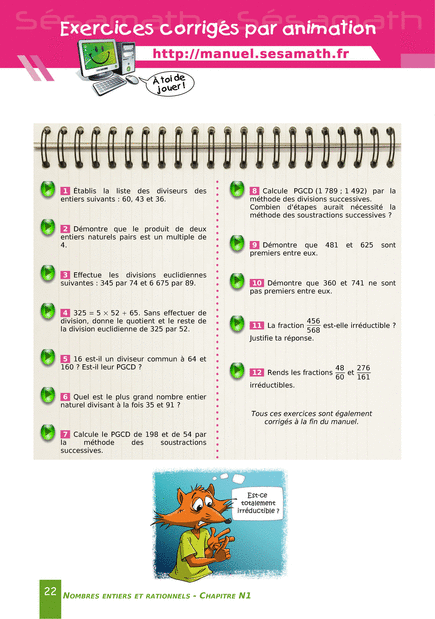 Sésamath Sésamath Sésamath
Exercices corrigés par animation
http://manuel.sesamath.fr
À toi de
jouer !
1 Établis la liste des diviseurs des
entiers suivants : 60, 43 et 36.
2 Démontre que le produit de deux
entiers naturels pairs est un multiple de
4.
3 Effectue les divisions euclidiennes
suivantes : 345 par 74 et 6 675 par 89.
4 325 = 5 × 52 + 65. Sans effectuer de
division, donne le quotient et le reste de
la division euclidienne de 325 par 52.
5 16 est-il un diviseur commun à 64 et
160 ? Est-il leur PGCD ?
6 Quel est le plus grand nombre entier
naturel divisant à la fois 35 et 91 ?
7 Calcule le PGCD de 198 et de 54 par
la méthode des soustractions
successives.
8 Calcule PGCD (1 789 ; 1 492) par la
méthode des divisions successives.
Combien d'étapes aurait nécessité la
méthode des soustractions successives ?
9 Démontre que 481 et 625 sont
premiers entre eux.
10 Démontre que 360 et 741 ne sont
pas premiers entre eux.
11 La fraction 456/568 est-elle irréductible ?
Justifie ta réponse.
12 Rends les fractions 48/60 et 276/161
irréductibles.
Tous ces exercices sont également
corrigés à la fin du manuel.
Est-ce
totalement
irréductible ?
22 NOMBRES ENTIERS ET RATIONNELS - CHAPITRE N1